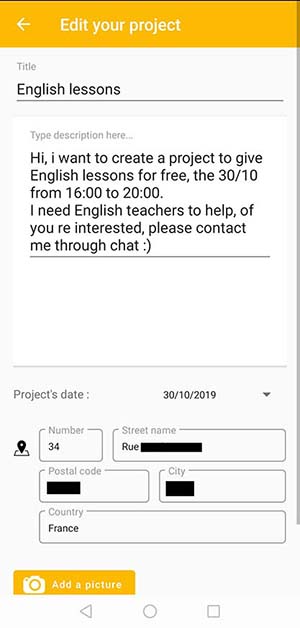 Edit your project
Title
English lessons
Type description here...
Hi, i want to create a project to give
English lessons for free, the 30/10
from 16:00 to 20:00.
I need English teachers to help, of
you re interested, please contact
me through chat :)
Project's date :
30/10/2019
Number
Street name
34
Rue
Postal code
City
Country
France
Add a picture